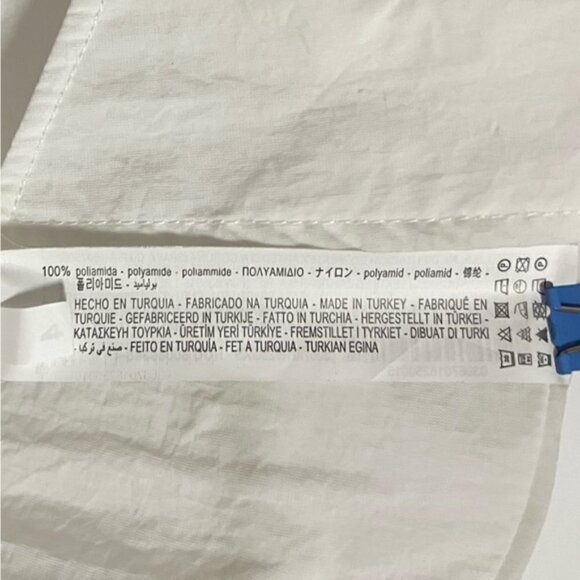 100% poliamida - polyamide - poliammide - ΠΟΛΥΑΜΙΔΙΟ - ナイロン - polyamid - poliamid - 锦纶 -
폴리아미드 - بوليأميد
HECHO EN TURQUIA - FABRICADO NA TURQUIA - MADE IN TURKEY - FABRIQUÉ EN
TURQUIE - GEFABRICEERD IN TURKIJE - FATTO IN TURCHIA - HERGESTELLT IN TÜRKEI -
ΚΑΤΑΣΚΕΥΗ ΤΟΥΡΚΙΑ - ÜRETİM YERİ TÜRKİYE - FREMSTILLET I TYRKIET - DIBUAT DI TURKI
- صنع في تركيا - FEITO EN TURQUÍA - FET A TURQUIA - TURKIAN EGINA